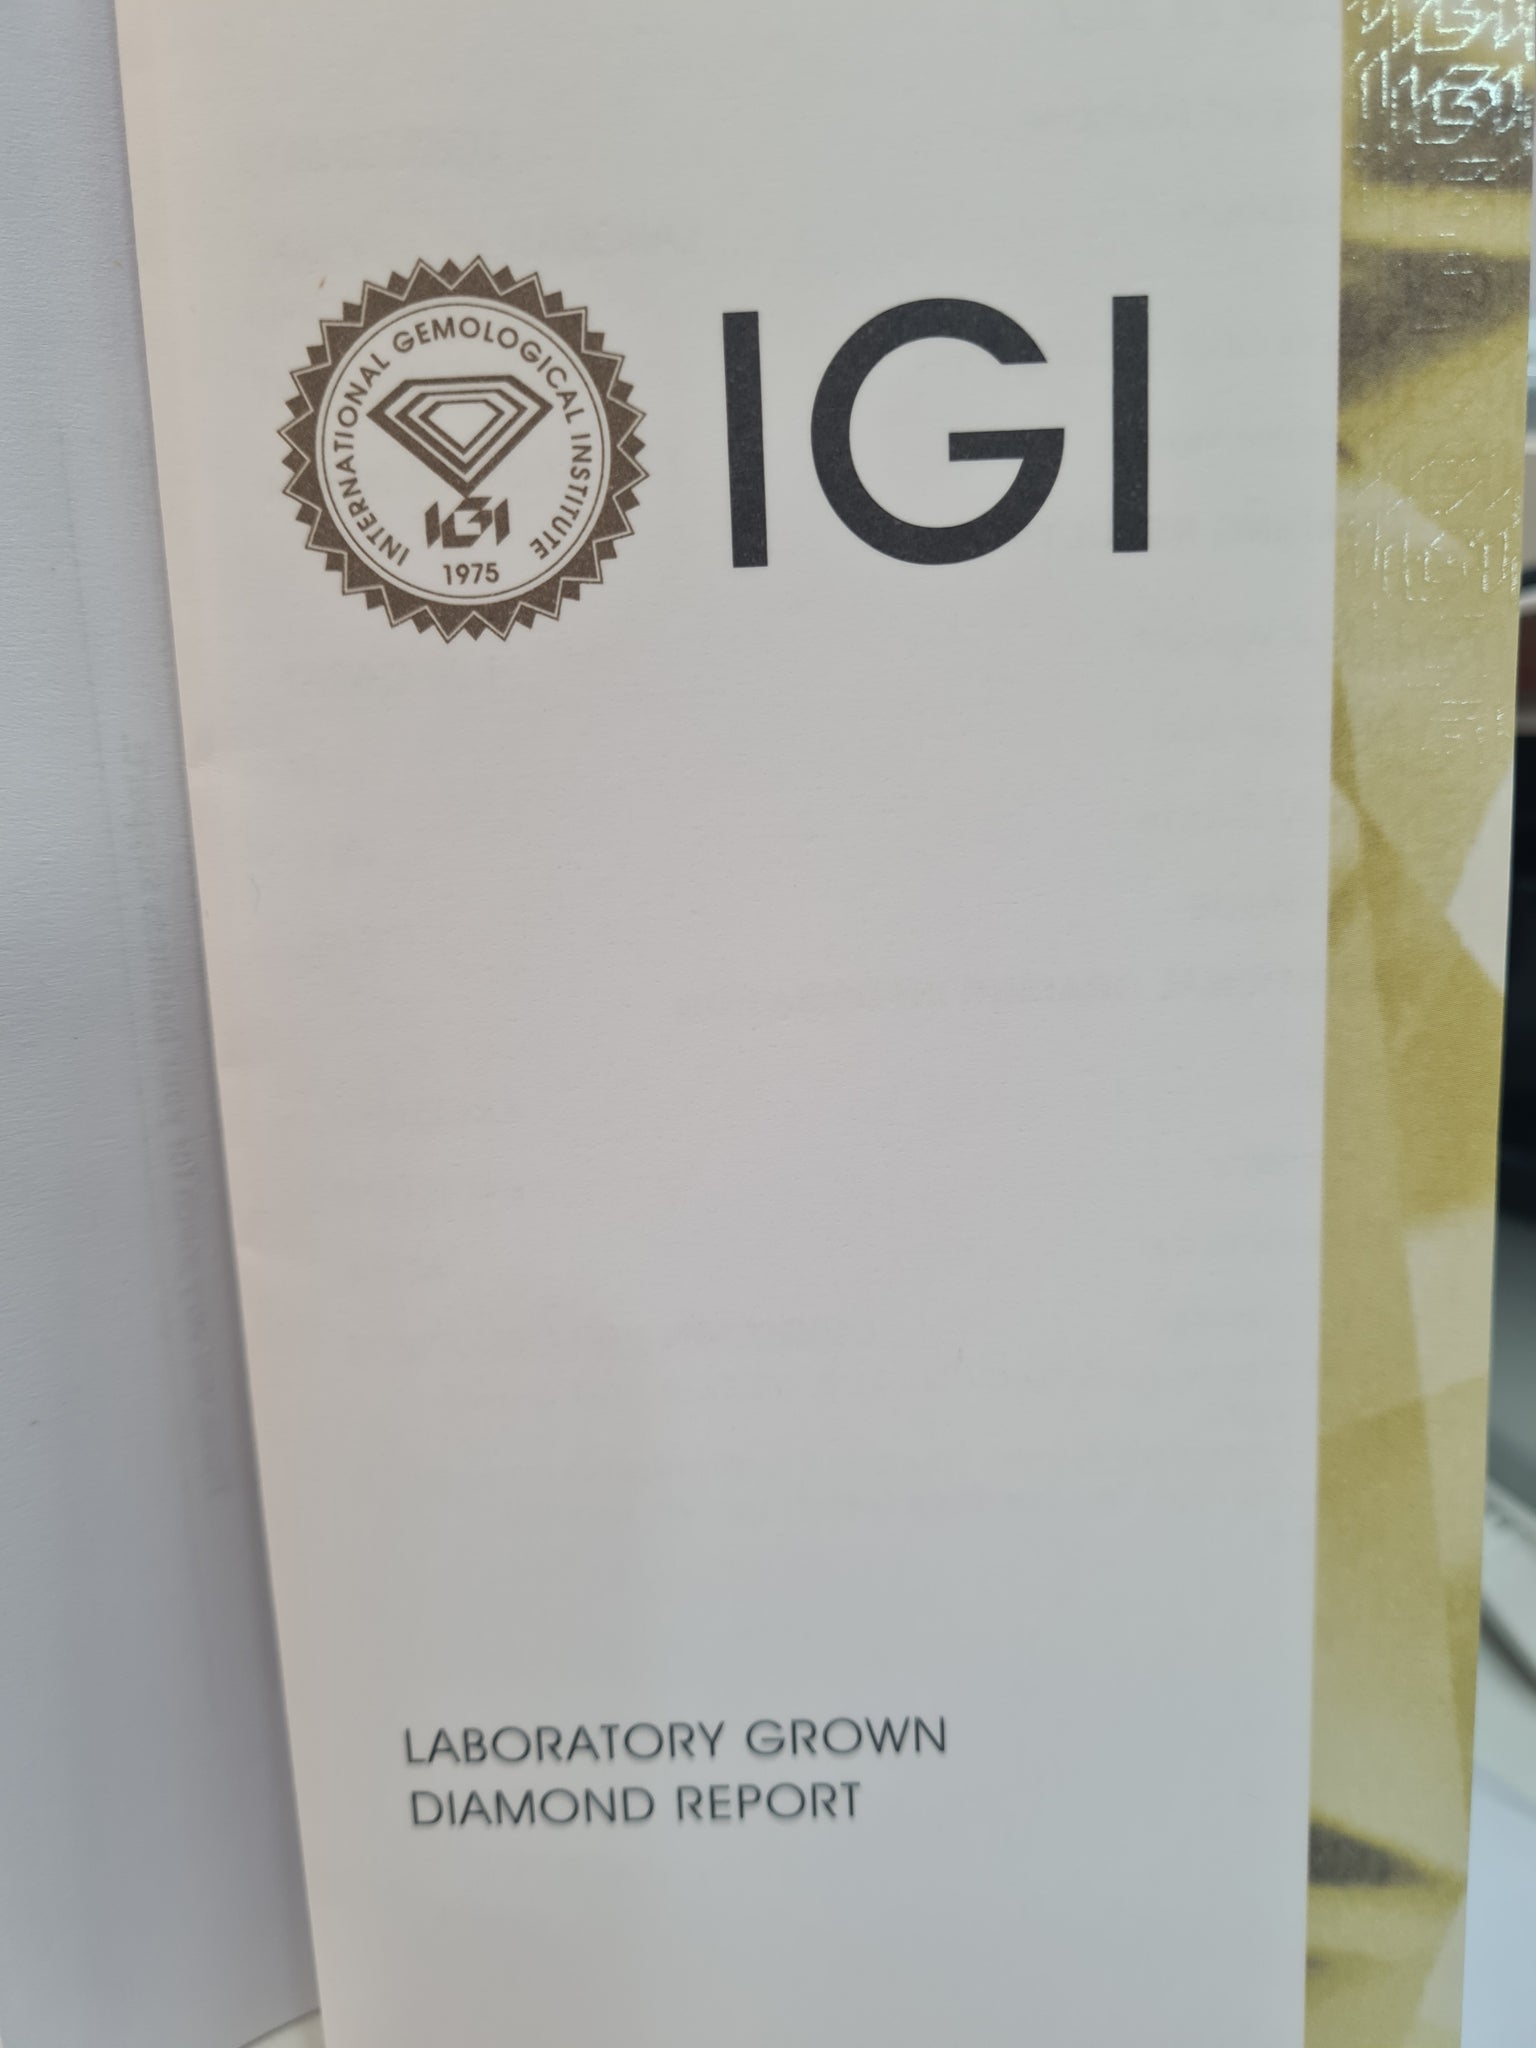 INTERNATIONAL GEMOLOGICAL INSTITUTE
IGI
1975
IGI
LABORATORY GROWN
DIAMOND REPORT